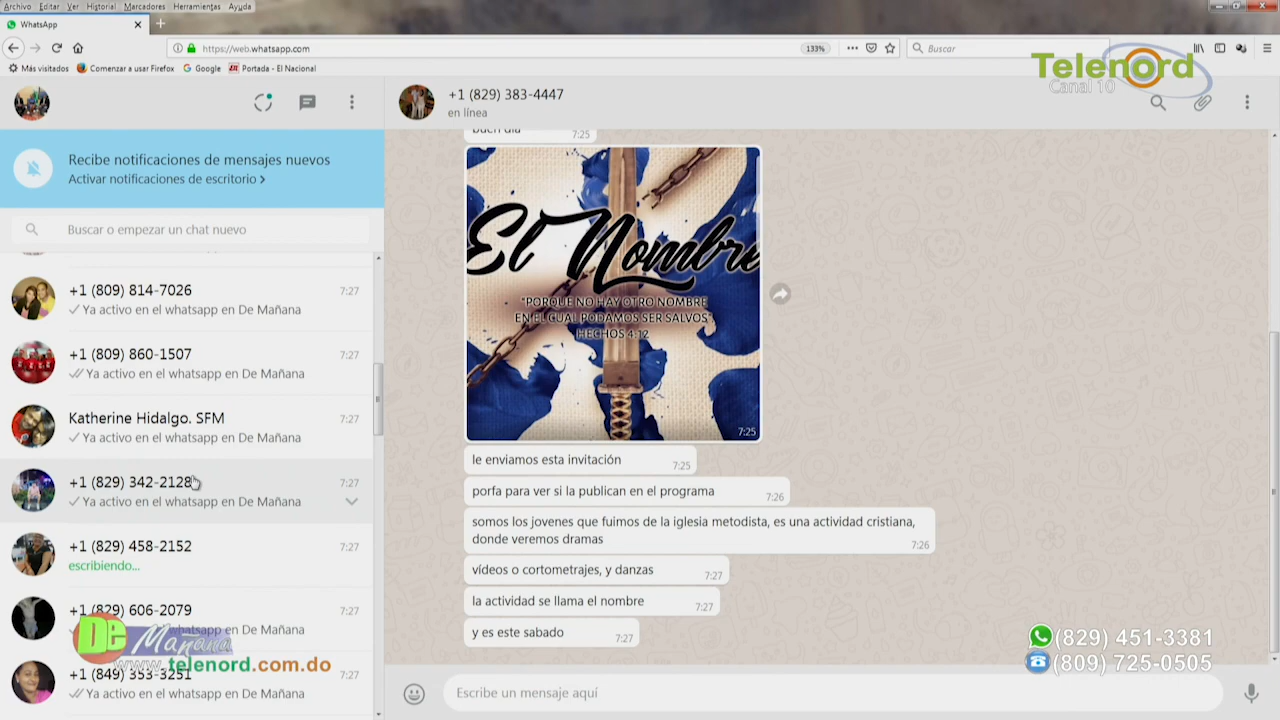 Archivo Editar Ver Historial Marcadores Herramientas Ayuda
WhatsApp
https://web.whatsapp.com
133%
Buscar
Más visitados Comenzar a usar Firefox Google Portada - El Nacional
Telenord
Canal 10
+1 (829) 383-4447
en línea
Recibe notificaciones de mensajes nuevos
Activar notificaciones de escritorio >
Buscar o empezar un chat nuevo
+1 (809) 814-7026 7:27
Ya activo en el whatsapp en De Mañana
+1 (809) 860-1507 7:27
Ya activo en el whatsapp en De Mañana
Katherine Hidalgo. SFM 7:27
Ya activo en el whatsapp en De Mañana
+1 (829) 342-2128 7:27
Ya activo en el whatsapp en De Mañana
+1 (829) 458-2152 7:27
escribiendo...
+1 (829) 606-2079 7:27
whatsapp en De Mañana
+1 (849) 353-3251 7:27
Ya activo en el whatsapp en De Mañana
De Mañana
www.telenord.com.do
buen dia 7:25
El Nombre
"PORQUE NO HAY OTRO NOMBRE
EN EL CUAL PODAMOS SER SALVOS"
HECHOS 4:12
7:25
le enviamos esta invitación 7:25
porfa para ver si la publican en el programa 7:26
somos los jovenes que fuimos de la iglesia metodista, es una actividad cristiana,
donde veremos dramas 7:26
vídeos o cortometrajes, y danzas 7:27
la actividad se llama el nombre 7:27
y es este sabado 7:27
Escribe un mensaje aquí
(829) 451-3381
(809) 725-0505